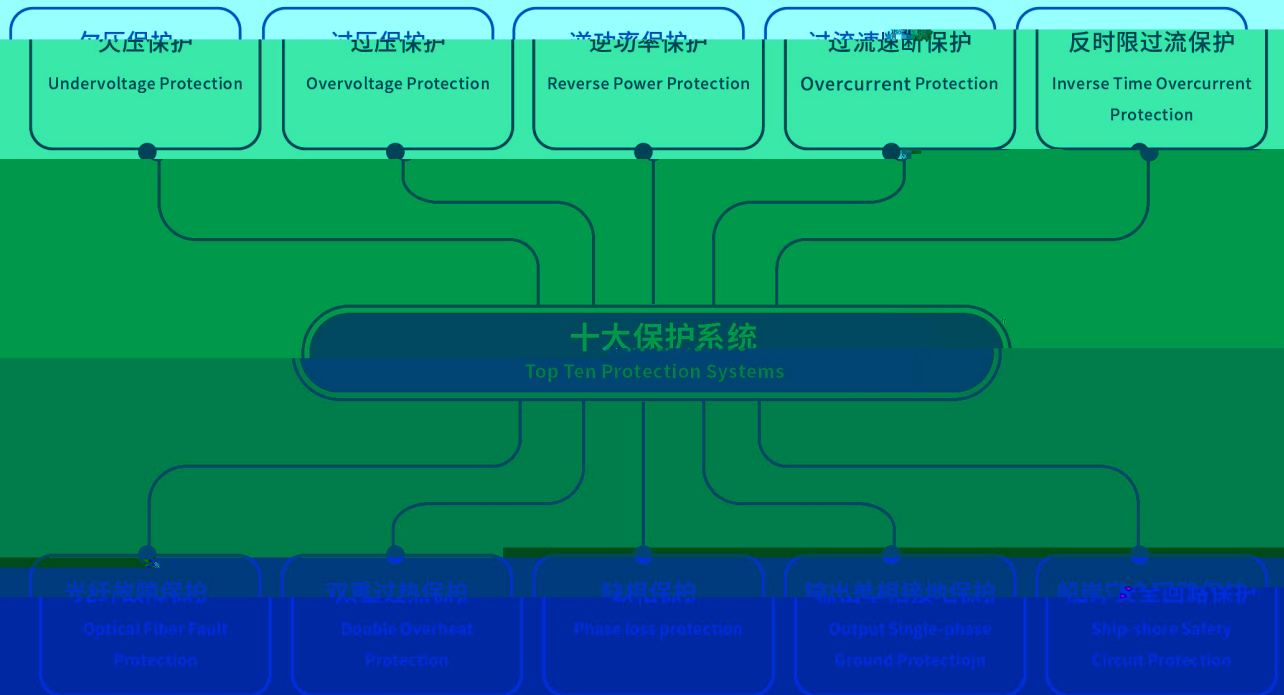 欠压保护
Undervoltage Protection
过压保护
Overvoltage Protection
逆功率保护
Reverse Power Protection
过流速断保护
Overcurrent Protection
反时限过流保护
Inverse Time Overcurrent
Protection
十大保护系统
Top Ten Protection Systems
光纤故障保护
Optical Fiber Fault
Protection
双重过热保护
Double Overheat
Protection
缺相保护
Phase loss protection
输出单相接地保护
Output Single-phase
Ground Protectiojn
船岸安全回路保护
Ship-shore Safety
Circuit Protection